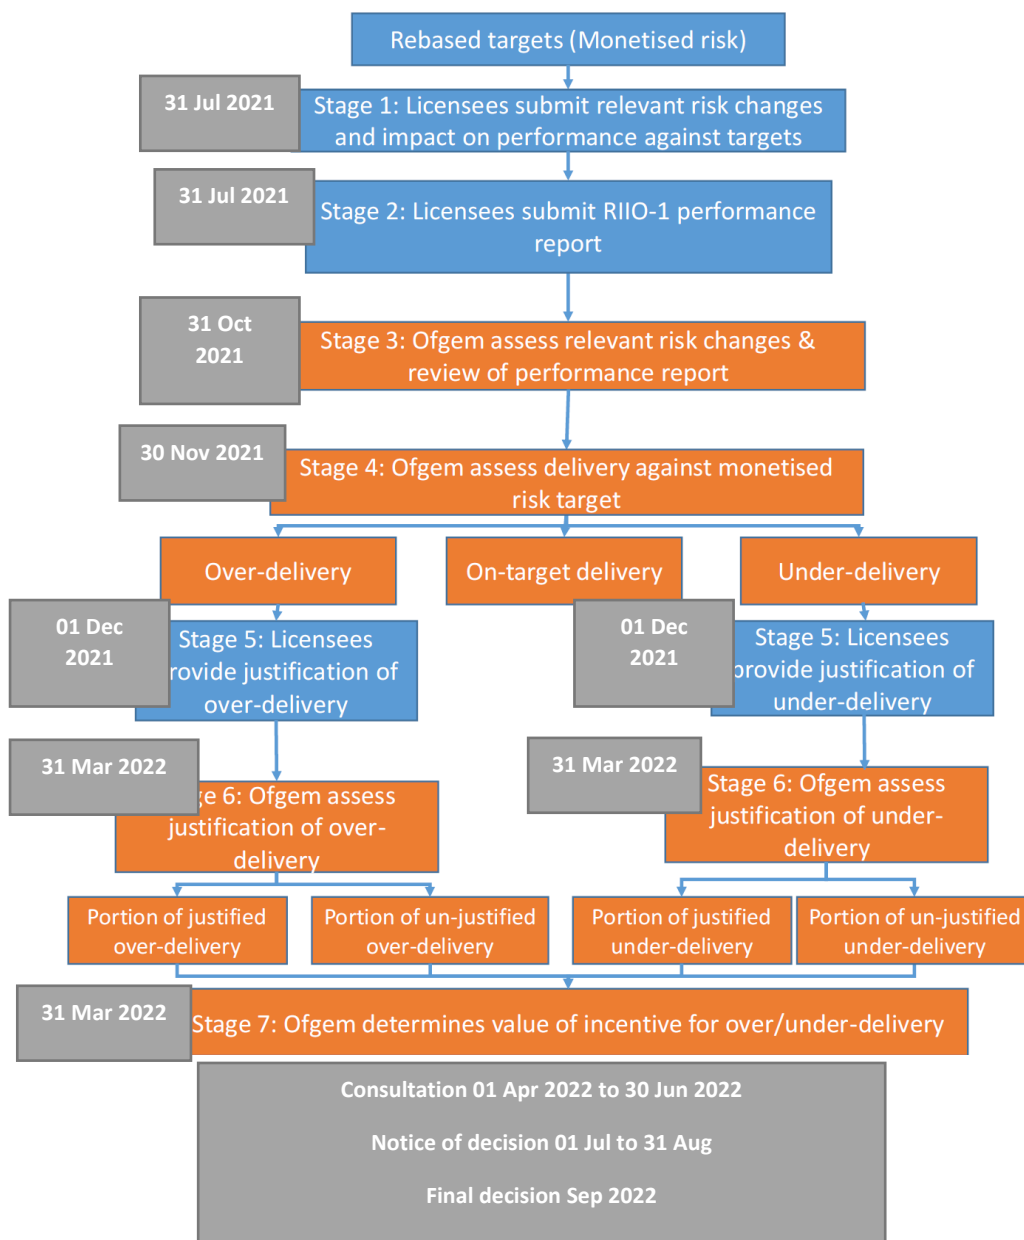 Rebased targets (Monetised risk)
31 Jul 2021
Stage 1: Licensees submit relevant risk changes
and impact on performance against targets
31 Jul 2021
Stage 2: Licensees submit RIIO-1 performance
report
31 Oct
2021
Stage 3: Ofgem assess relevant risk changes &
review of performance report
30 Nov 2021
Stage 4: Ofgem assess delivery against monetised
risk target
Over-delivery
On-target delivery
Under-delivery
01 Dec
2021
Stage 5: Licensees
provide justification of
over-delivery
01 Dec
2021
Stage 5: Licensees
provide justification of
under-delivery
31 Mar 2022
ge 6: Ofgem assess
justification of over-
delivery
31 Mar 2022
Stage 6: Ofgem assess
justification of under-
delivery
Portion of justified
over-delivery
Portion of un-justified
over-delivery
Portion of justified
under-delivery
Portion of un-justified
under-delivery
31 Mar 2022
Stage 7: Ofgem determines value of incentive for over/under-delivery
Consultation 01 Apr 2022 to 30 Jun 2022
Notice of decision 01 Jul to 31 Aug
Final decision Sep 2022